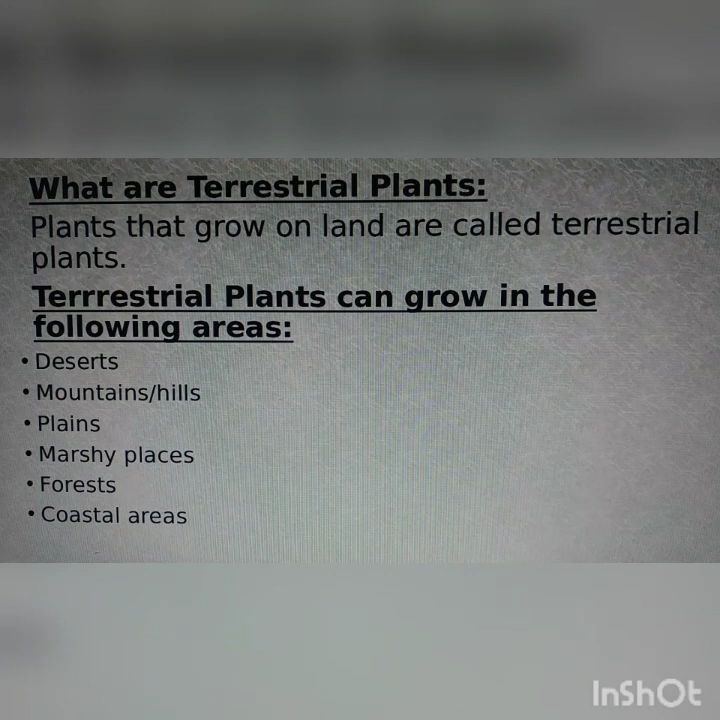 What are Terrestrial Plants:
Plants that grow on land are called terrestrial
plants.
Terrrestrial Plants can grow in the
following areas:
• Deserts
• Mountains/hills
• Plains
• Marshy places
• Forests
• Coastal areas
InShOt